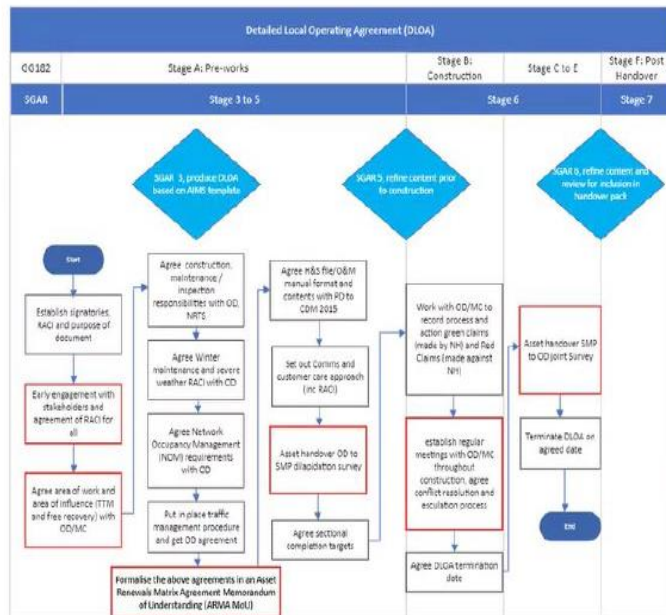 Detailed Local Operating Agreement (DLOA)
GG182
Stage A: Pre-works
Stage B:
Construction
Stage C to E
Stage F: Post
Handover
SGAR
Stage 3 to 5
Stage 6
Stage 7
SGAR 3, produce DLOA
based on AIMS template
SGAR 5, refine content prior
to construction
SGAR 6, refine content and
review for inclusion in
handover pack
Start
Establish signatories,
RACI and purpose of
document
Early engagement with
stakeholders and
agreement of RACI for
all
Agree area of work and
area of influence (TTM
and free recovery) with
OD/MC
Agree construction,
maintenance /
inspection
responsibilities with OD,
NRTS
Agree Winter
maintenance and severe
weather RACI with OD
Agree Network
Occupancy Management
(NOM) requirements
with OD
Put in place traffic
management procedure
and get OD agreement
Formalise the above agreements in an Asset
Renewals Matrix Agreement Memorandum
of Understanding (ARMA MoU)
Agree H&S file/O&M
manual format and
contents with PD to
CDM 2015
Set out Comms and
customer care approach
(inc RACI)
Asset handover OD to
SMP dilapidation survey
Agree sectional
completion targets
Work with OD/MC to
record process and
action green claims
(made by NH) and Red
Claims (made against
NH)
establish regular
meetings with OD/MC
throughout
construction, agree
conflict resolution and
esculation process
Agree DLOA termination
date
Asset handover SMP
to OD joint Survey
Terminate DLOA on
agreed date
End